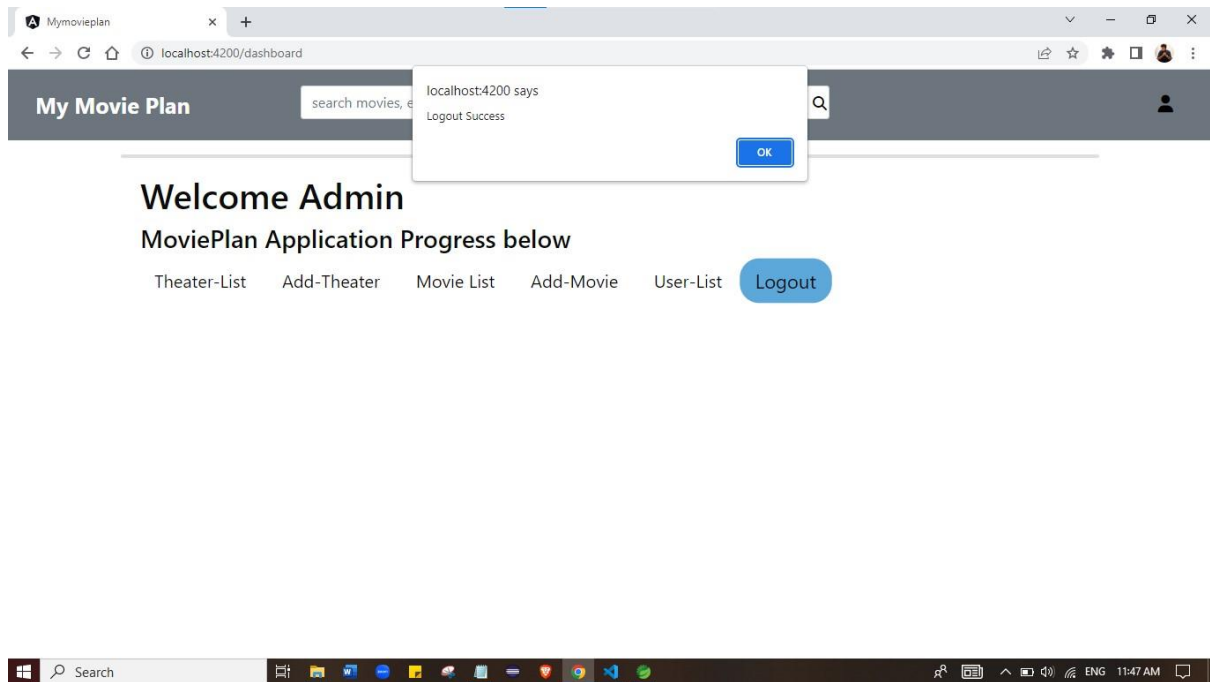 Mymovieplan
localhost:4200/dashboard
My Movie Plan
search movies, e
localhost:4200 says
Logout Success
OK
Welcome Admin
MoviePlan Application Progress below
Theater-List Add-Theater Movie List Add-Movie User-List Logout
Search
ENG 11:47 AM